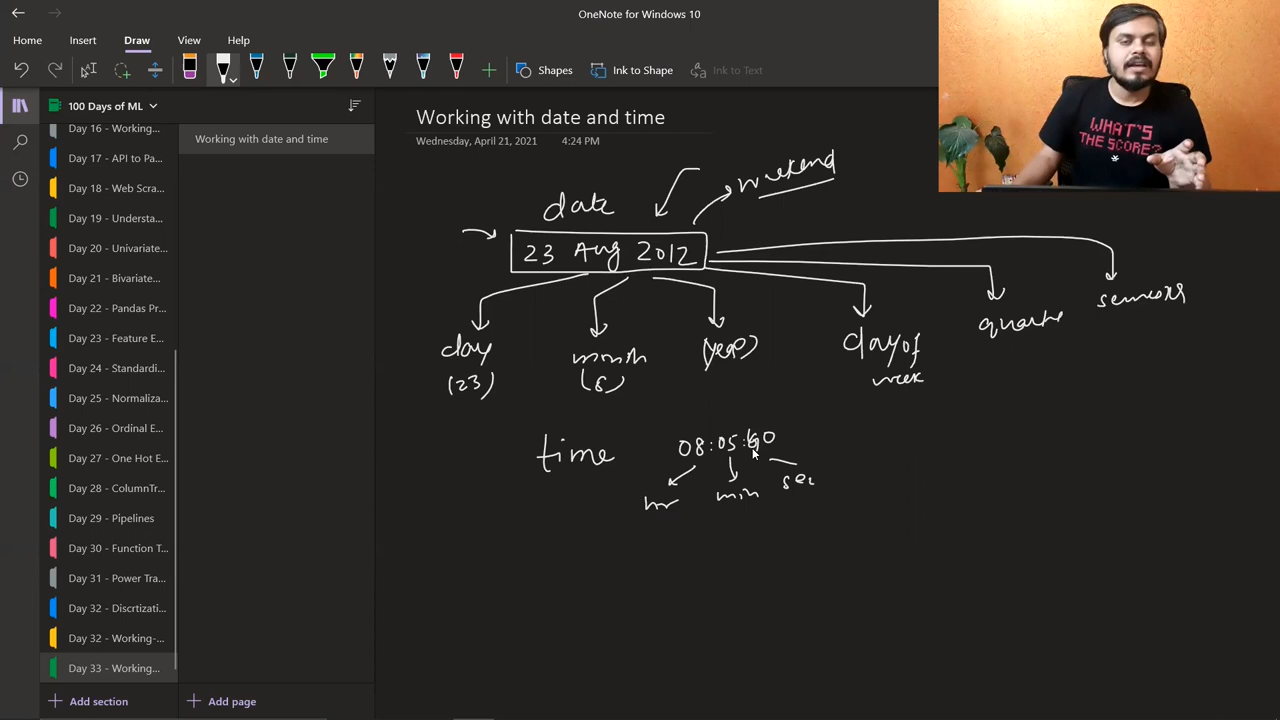 OneNote for Windows 10
Home Insert Draw View Help
Shapes Ink to Shape Ink to Text
100 Days of ML
Day 16 - Working...
Day 17 - API to Pa...
Day 18 - Web Scra...
Day 19 - Understa...
Day 20 - Univariate...
Day 21 - Bivariate...
Day 22 - Pandas Pr...
Day 23 - Feature E...
Day 24 - Standardi...
Day 25 - Normaliza...
Day 26 - Ordinal E...
Day 27 - One Hot E...
Day 28 - ColumnTr...
Day 29 - Pipelines
Day 30 - Function T...
Day 31 - Power Tra...
Day 32 - Discrtizati...
Day 32 - Working-...
Day 33 - Working...
Add section
Working with date and time
Add page
Working with date and time
Wednesday, April 21, 2021 4:24 PM
weekend
date
23 Aug 2012
day month (year) day of quarter
(23) week
time 08:05:
hr min sec
WHAT'S
THE SCORE?